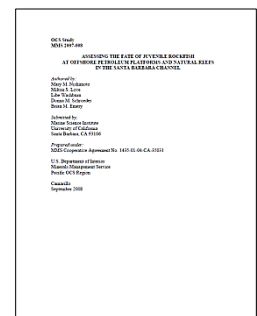 OCS Study
MMS 2007-008
ASSESSING THE FATE OF JUVENILE ROCKFISH
AT OFFSHORE PETROLEUM PLATFORMS AND NATURAL REEFS
IN THE SANTA BARBARA CHANNEL
Authored by:
Mary M. Nishimoto
Milton S. Love
Libe Washburn
Donna M. Schroeder
Brian M. Emery
Submitted by:
Marine Science Institute
University of California
Santa Barbara, CA 93106
Prepared under:
MMS Cooperative Agreement No. 1435-01-04-CA-35031
U.S. Department of Interior
Minerals Management Service
Pacific OCS Region
Camarillo
September 2008